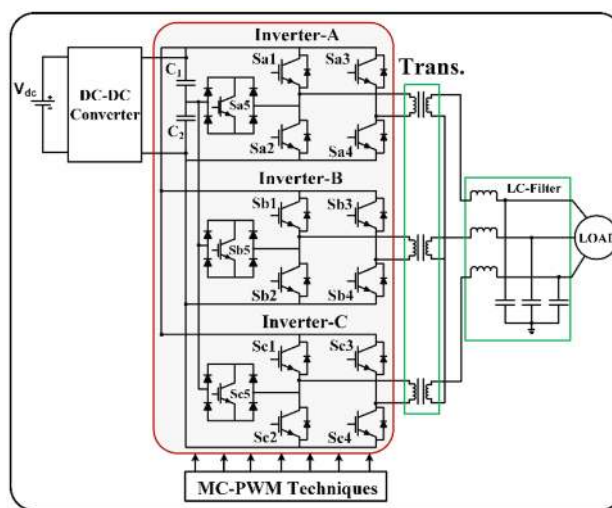 Inverter-A
Sa1
Sa3
Trans.
C1
Vdc
DC-DC
Converter
Sa5
C2
Sa2
Sa4
Inverter-B
Sb1
Sb3
LC-Filter
Sb5
LOAD
Sb2
Sb4
Inverter-C
Sc1
Sc3
Sc5
Sc2
Sc4
MC-PWM Techniques